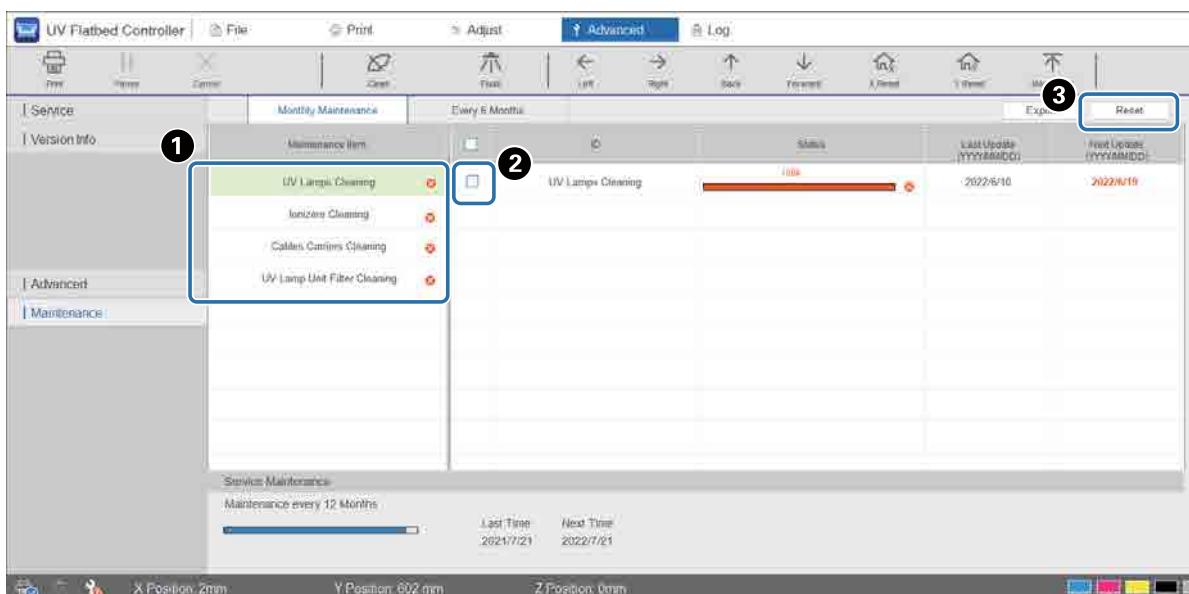 UV Flatbed Controller File Print Adjust Advanced Log
Print Pause Cancel Clean Flush Left Right Back Forward X Reset Y Reset
3
Service Monthly Maintenance Every 6 Months Reset
Version Info
1
Maintenance Item ID Status Last Update (YYYY/MM/DD) Next Update (YYYY/MM/DD)
2
UV Lamps Cleaning UV Lamps Cleaning 100% 2022/6/10 2022/6/19
Ionizers Cleaning
Cables Carriers Cleaning
Advanced UV Lamp Unit Filter Cleaning
Maintenance
Service Maintenance
Maintenance every 12 Months
Last Time Next Time
2021/7/21 2022/7/21
X Position: 2mm Y Position: 602 mm Z Position: 0mm